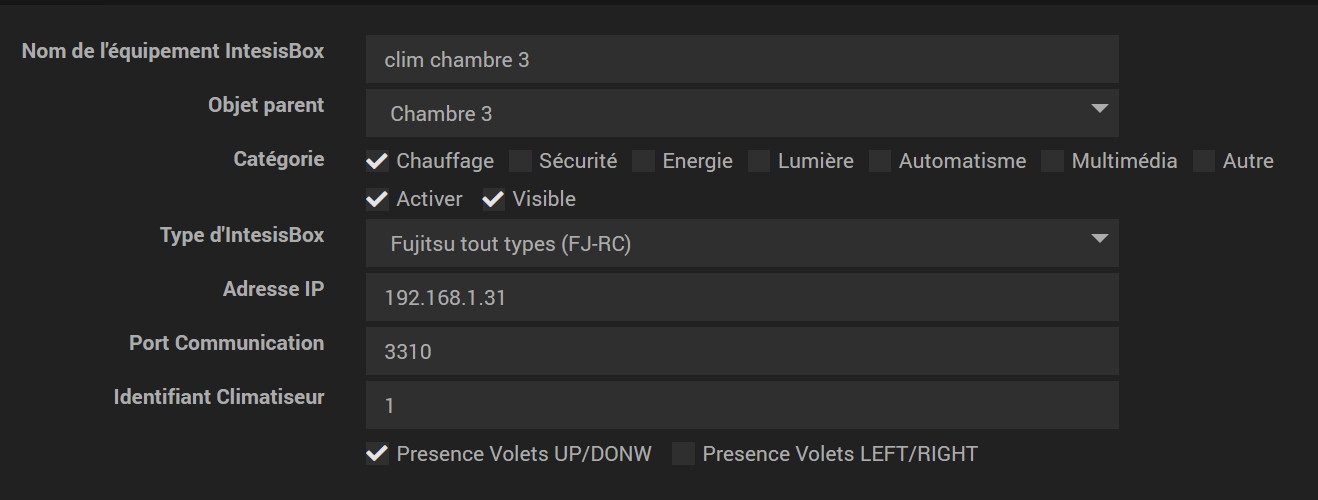 Nom de l'équipement IntesisBox clim chambre 3
Objet parent Chambre 3
Catégorie Chauffage Sécurité Energie Lumière Automatisme Multimédia Autre
Activer Visible
Type d'IntesisBox Fujitsu tout types (FJ-RC)
Adresse IP 192.168.1.31
Port Communication 3310
Identifiant Climatiseur 1
Presence Volets UP/DONW Presence Volets LEFT/RIGHT